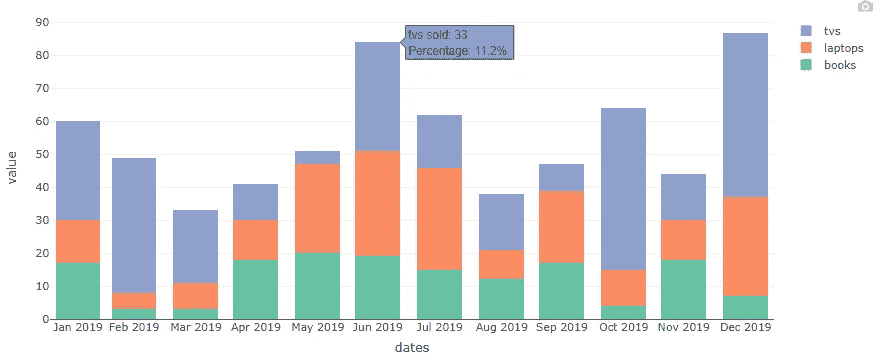 90
80
70
60
50
40
30
20
10
0
value
tvs sold: 33
Percentage: 11.2%
tvs
laptops
books
Jan 2019 Feb 2019 Mar 2019 Apr 2019 May 2019 Jun 2019 Jul 2019 Aug 2019 Sep 2019 Oct 2019 Nov 2019 Dec 2019
dates